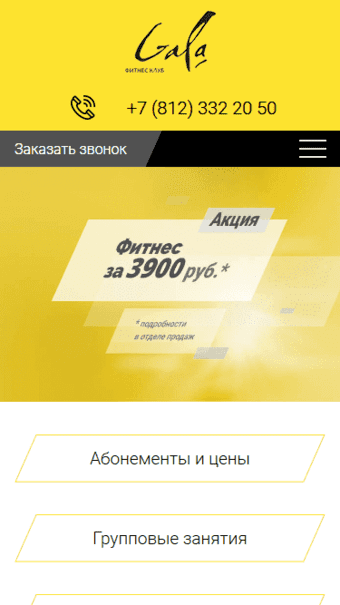 Gala
ФИТНЕС КЛУБ
+7 (812) 332 20 50
Заказать звонок
Акция
Фитнес
за 3900 руб.*
* подробности
в отделе продаж
Абонементы и цены
Групповые занятия